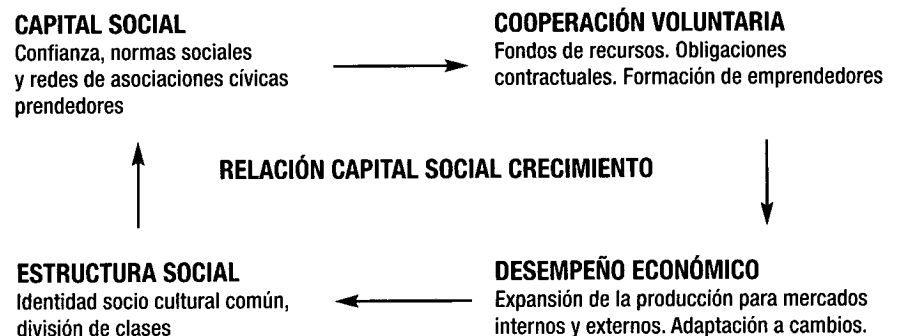 CAPITAL SOCIAL
Confianza, normas sociales
y redes de asociaciones cívicas
prendedores
COOPERACIÓN VOLUNTARIA
Fondos de recursos. Obligaciones
contractuales. Formación de emprendedores
RELACIÓN CAPITAL SOCIAL CRECIMIENTO
ESTRUCTURA SOCIAL
Identidad socio cultural común,
división de clases
DESEMPEÑO ECONÓMICO
Expansión de la producción para mercados
internos y externos. Adaptación a cambios.